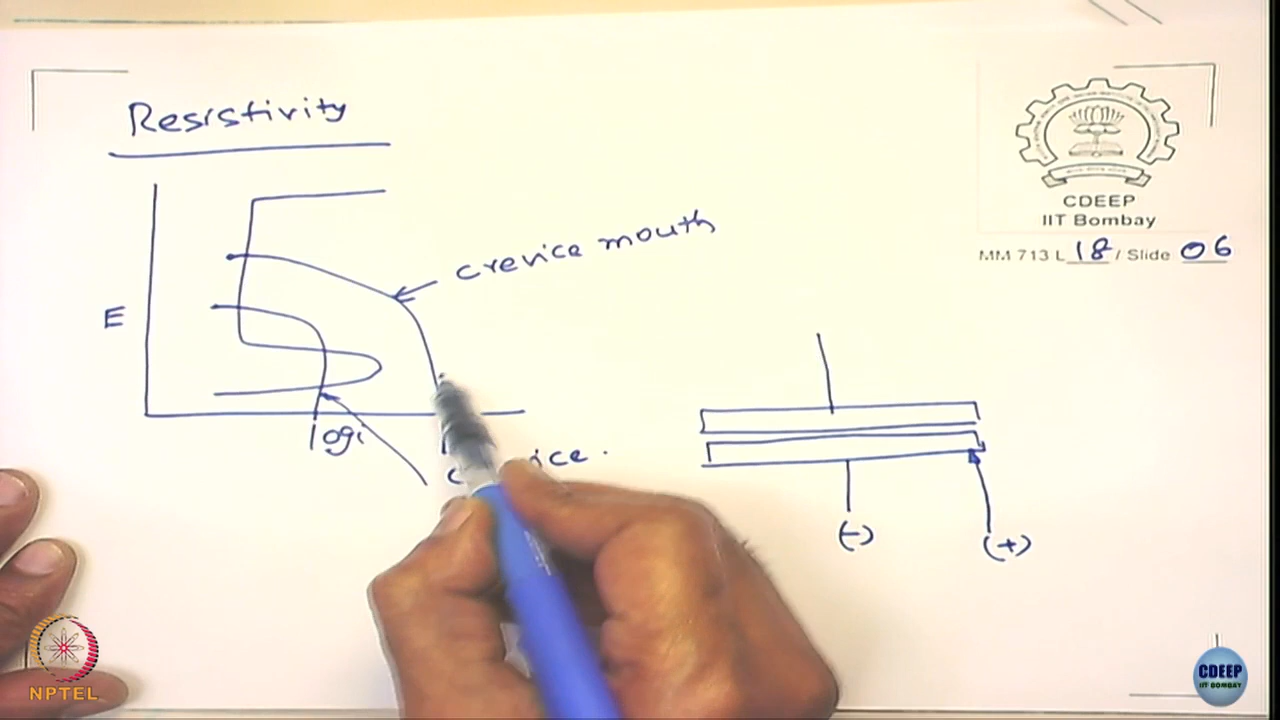 Resistivity
crevice mouth
E
log i
(-)
(+)
CDEEP
IIT Bombay
MM 713 L 18 / Slide 06
NPTEL
CDEEP
IIT BOMBAY